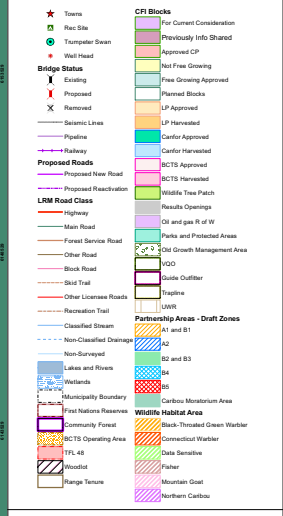 Towns
Rec Site
Trumpeter Swan
Well Head
Bridge Status
Existing
Proposed
Removed
Seismic Lines
Pipeline
Railway
Proposed Roads
Proposed New Road
Proposed Reactivation
LRM Road Class
Highway
Main Road
Forest Service Road
Other Road
Block Road
Skid Trail
Other Licensee Roads
Recreation Trail
Classified Stream
Non-Classified Drainage
Non-Surveyed
Lakes and Rivers
Wetlands
Municipality Boundary
First Nations Reserves
Community Forest
BCTS Operating Area
TFL 48
Woodlot
Range Tenure
CFI Blocks
For Current Consideration
Previously Info Shared
Approved CP
Not Free Growing
Free Growing Approved
Planned Blocks
LP Approved
LP Harvested
Canfor Approved
Canfor Harvested
BCTS Approved
BCTS Harvested
Wildlife Tree Patch
Results Openings
Oil and gas R of W
Parks and Protected Areas
Old Growth Management Area
VQO
Guide Outfitter
Trapline
UWR
Partnership Areas - Draft Zones
A1 and B1
A2
B2 and B3
B4
B5
Caribou Moratorium Area
Wildlife Habitat Area
Black-Throated Green Warbler
Connecticut Warbler
Data Sensitive
Fisher
Mountain Goat
Northern Caribou